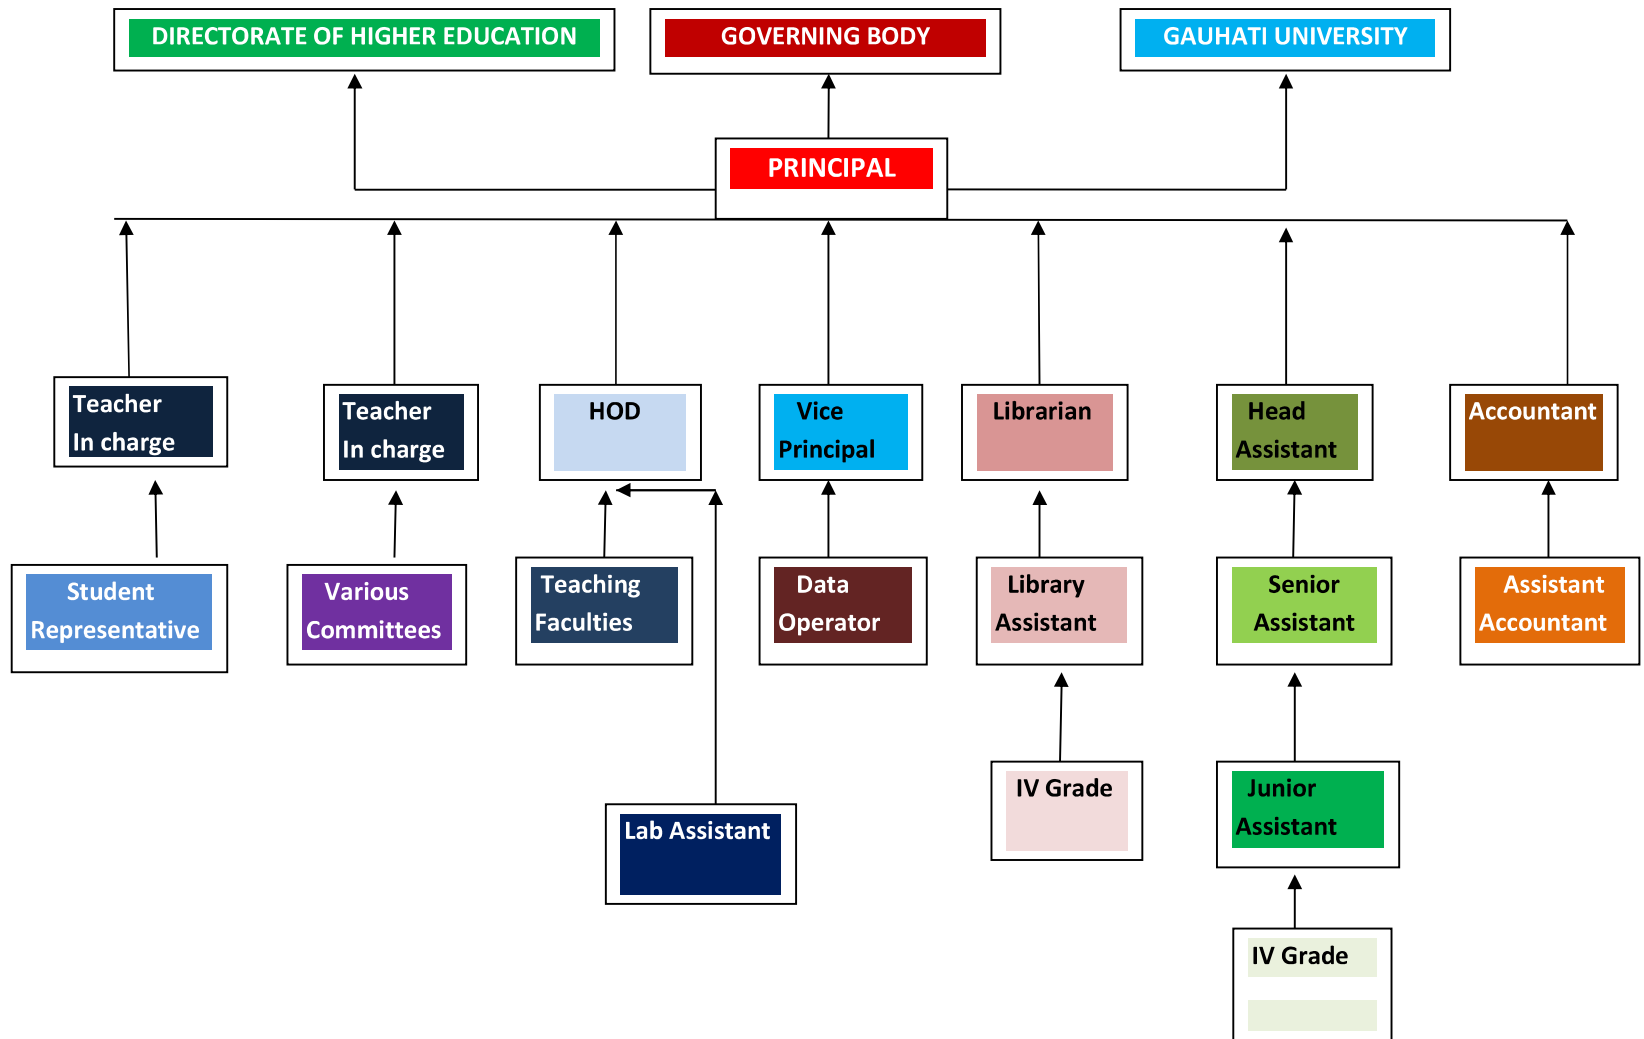 DIRECTORATE OF HIGHER EDUCATION
GOVERNING BODY
GAUHATI UNIVERSITY
PRINCIPAL
Teacher
In charge
Teacher
In charge
HOD
Vice
Principal
Librarian
Head
Assistant
Accountant
Student
Representative
Various
Committees
Teaching
Faculties
Data
Operator
Library
Assistant
Senior
Assistant
Assistant
Accountant
Lab Assistant
IV Grade
Junior
Assistant
IV Grade